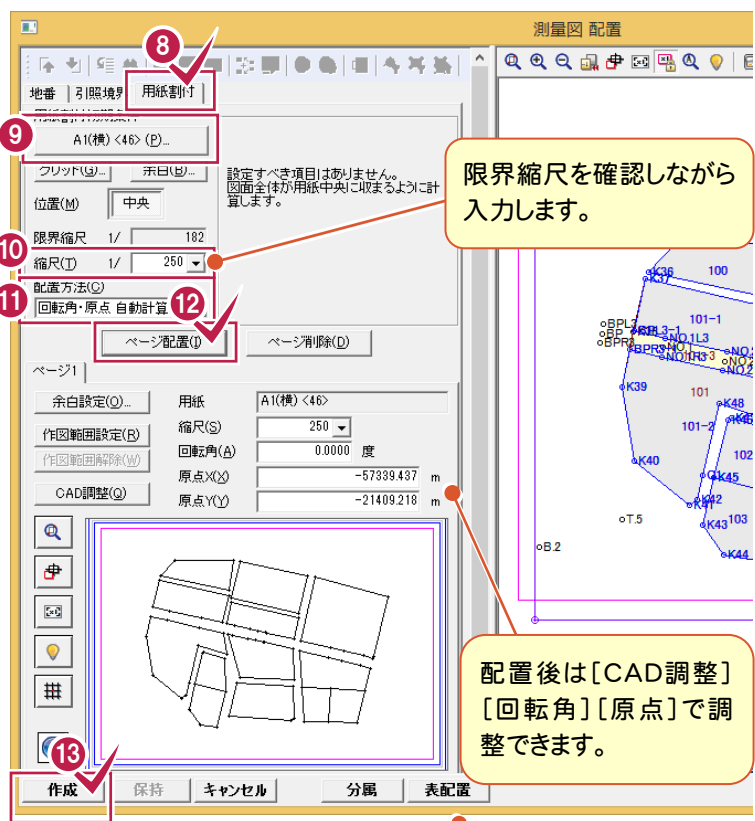 測量図 配置
8
地番
引照境界
用紙割付
9
A1(横) <46> (P)...
グリッド(G)...
余白(B)...
設定すべき項目はありません。
図面全体が用紙中央に収まるように計
算します。
位置(M)
中央
限界縮尺 1/ 182
10
縮尺(T) 1/ 250
11
配置方法(C)
12
回転角・原点 自動計算
ページ配置(I)
ページ削除(D)
限界縮尺を確認しながら
入力します。
ページ1
余白設定(O)...
用紙
A1(横) <46>
作図範囲設定(R)
縮尺(S)
250
作図範囲解除(W)
回転角(A)
0.0000 度
CAD調整(Q)
原点X(X)
-57339.437 m
原点Y(Y)
-21409.218 m
K36
K37
100
101-1
BPL3
BP
BPR3
NO.1L3
NO.1
NO.1R3
K39
101
K48
101-2
K40
K45
102
K41
K42
K43
103
T.5
B.2
K44
配置後は[CAD調整]
[回転角][原点]で調
整できます。
13
作成
保持
キャンセル
分属
表配置